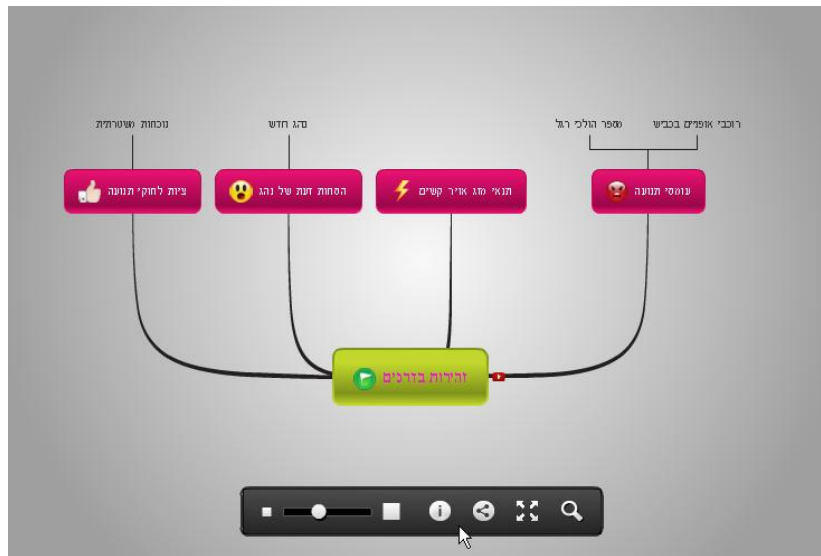 רוכבי אופניים בכביש
מספר הולכי רגל
נהג חדש
נוכחות משטרתית
עומסי תנועה
תנאי מזג אויר קשים
הסחות דעת של נהג
ציות לחוקי תנועה
זהירות בדרכים